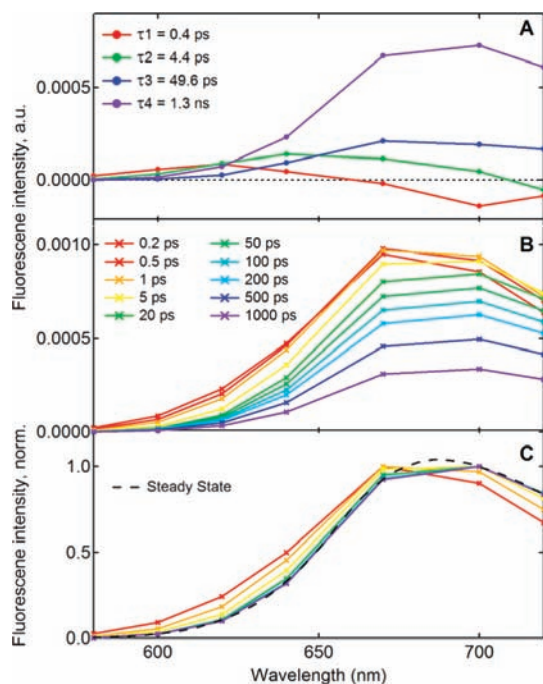 A
τ1 = 0.4 ps
τ2 = 4.4 ps
τ3 = 49.6 ps
τ4 = 1.3 ns
0.0005
0.0000
Fluorescene intensity, a.u.
B
0.2 ps
0.5 ps
1 ps
5 ps
20 ps
50 ps
100 ps
200 ps
500 ps
1000 ps
0.0010
0.0005
0.0000
C
Steady State
1.0
0.5
0.0
Fluorescene intensity, norm.
600
650
700
Wavelength (nm)